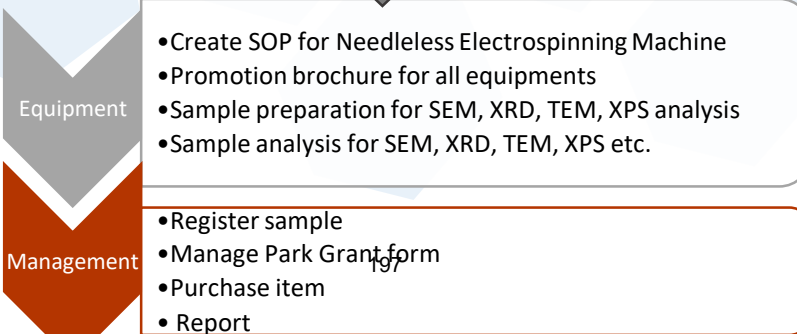 Equipment
•Create SOP for Needleless Electrospinning Machine
•Promotion brochure for all equipments
•Sample preparation for SEM, XRD, TEM, XPS analysis
•Sample analysis for SEM, XRD, TEM, XPS etc.
Management
•Register sample
•Manage Park Grant form
197
•Purchase item
• Report